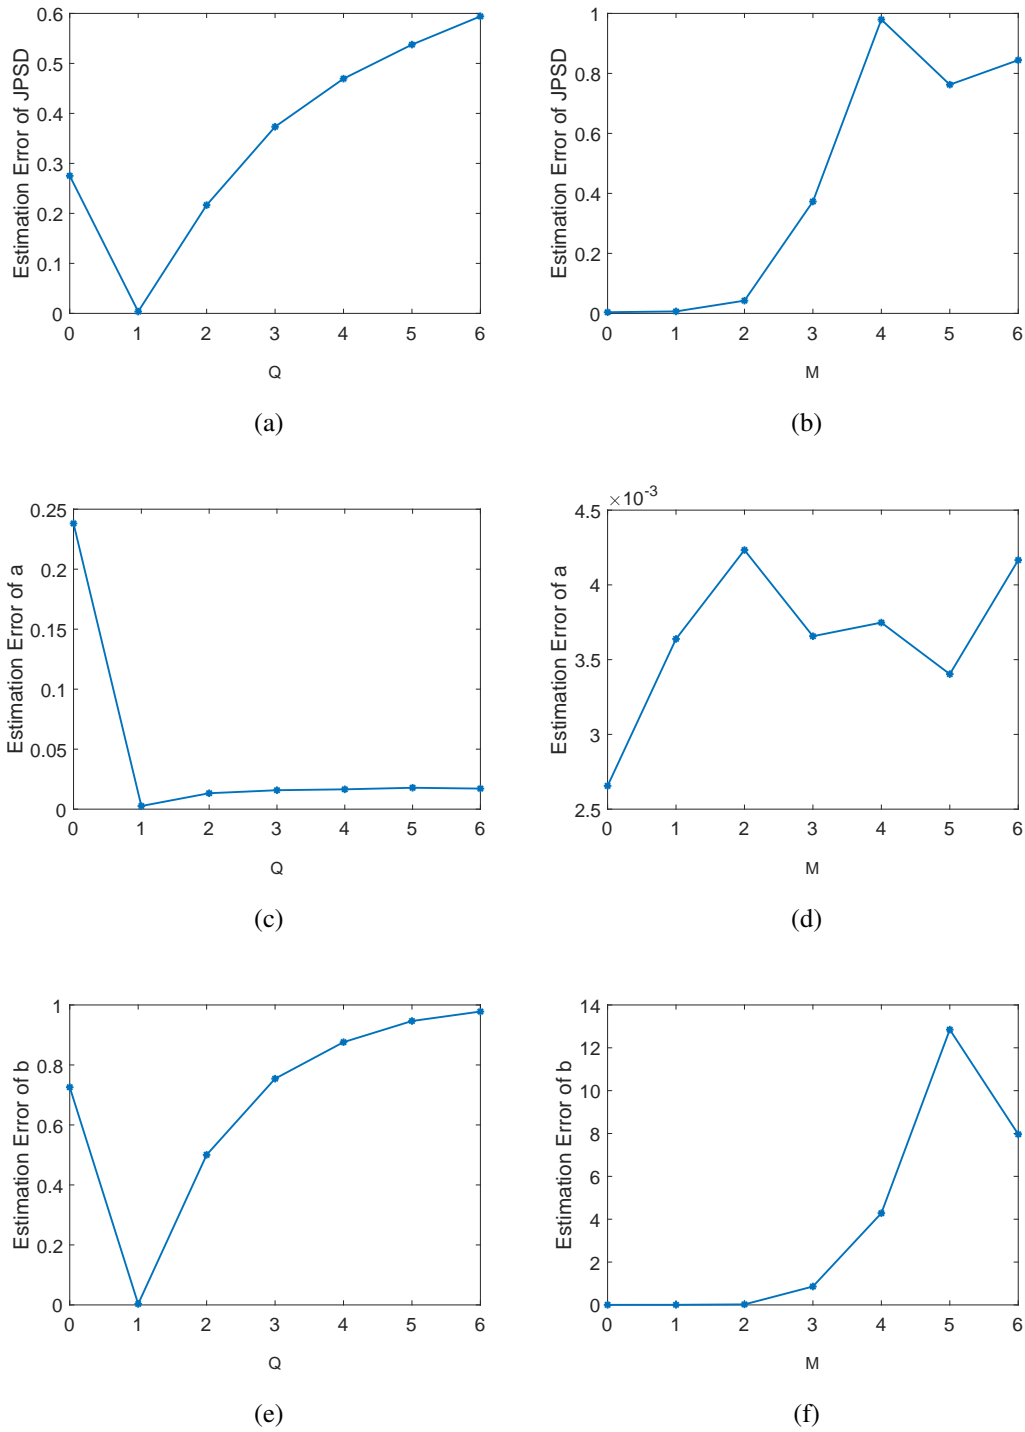 Estimation Error of JPSD
0.6
0.5
0.4
0.3
0.2
0.1
0
0 1 2 3 4 5 6
Q
(a)
Estimation Error of JPSD
1
0.8
0.6
0.4
0.2
0
0 1 2 3 4 5 6
M
(b)
Estimation Error of a
0.25
0.2
0.15
0.1
0.05
0
0 1 2 3 4 5 6
Q
(c)
Estimation Error of a
×10⁻³
4.5
4
3.5
3
2.5
0 1 2 3 4 5 6
M
(d)
Estimation Error of b
1
0.8
0.6
0.4
0.2
0
0 1 2 3 4 5 6
Q
(e)
Estimation Error of b
14
12
10
8
6
4
2
0
0 1 2 3 4 5 6
M
(f)